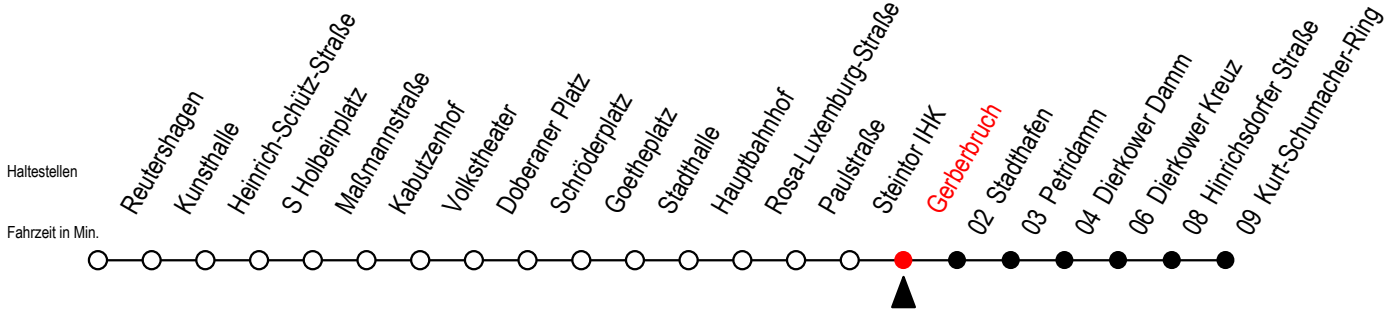 Haltestellen
Fahrzeit in Min.
Reutershagen
Kunsthalle
Heinrich-Schütz-Straße
S Holbeinplatz
Maßmannstraße
Kabutzenhof
Volkstheater
Doberaner Platz
Schröderplatz
Goetheplatz
Stadthalle
Hauptbahnhof
Rosa-Luxemburg-Straße
Paulstraße
Steintor IHK
Gerberbruch
02 Stadthafen
03 Petridamm
04 Dierkower Damm
06 Dierkower Kreuz
08 Hinrichsdorfer Straße
09 Kurt-Schumacher-Ring